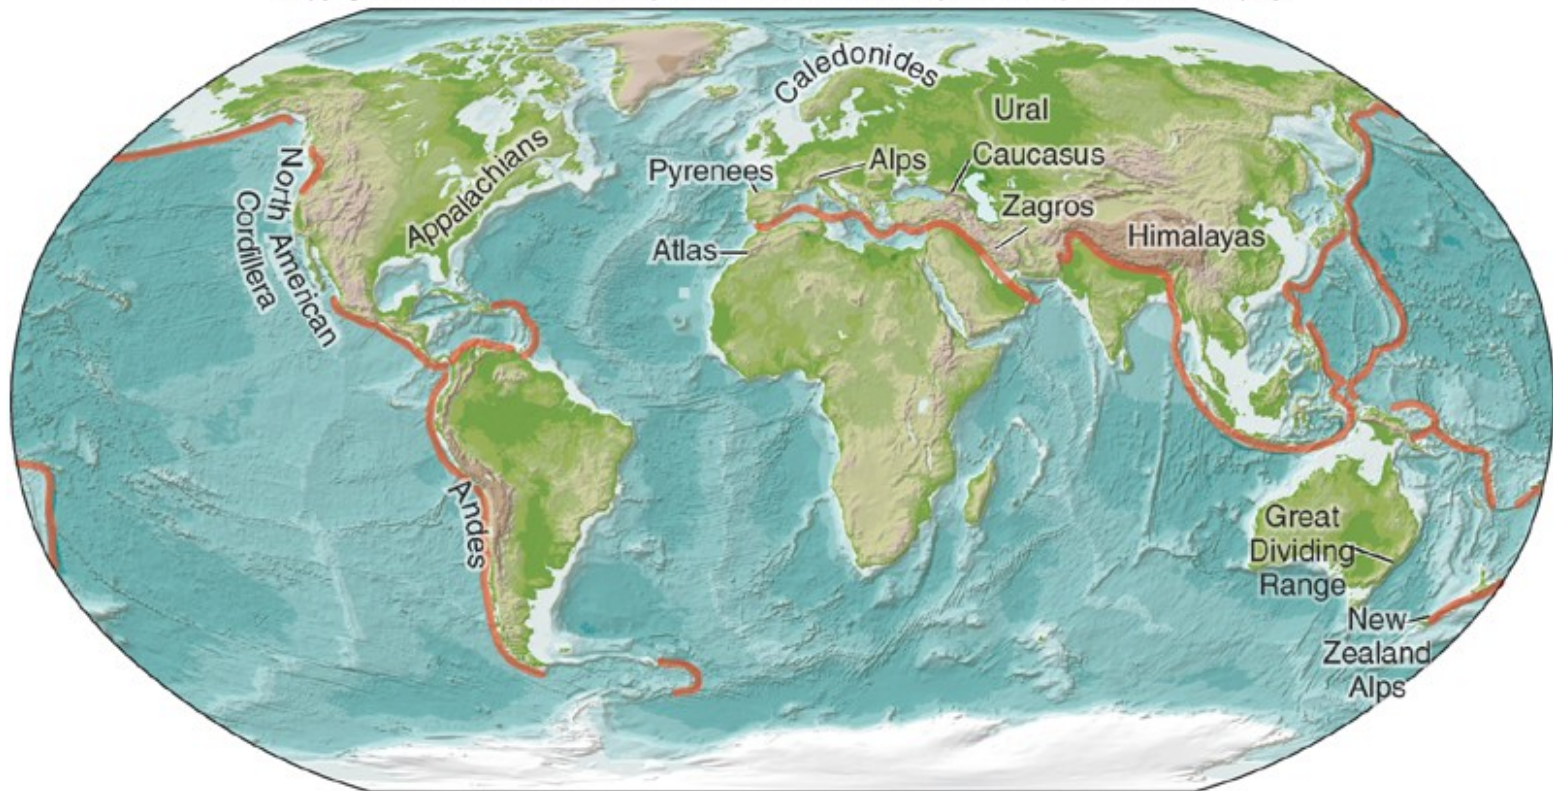 Caledonides
Ural
Pyrenees
Alps
Caucasus
Appalachians
North American
Cordillera
Zagros
Atlas
Himalayas
Andes
Great
Dividing
Range
New
Zealand
Alps